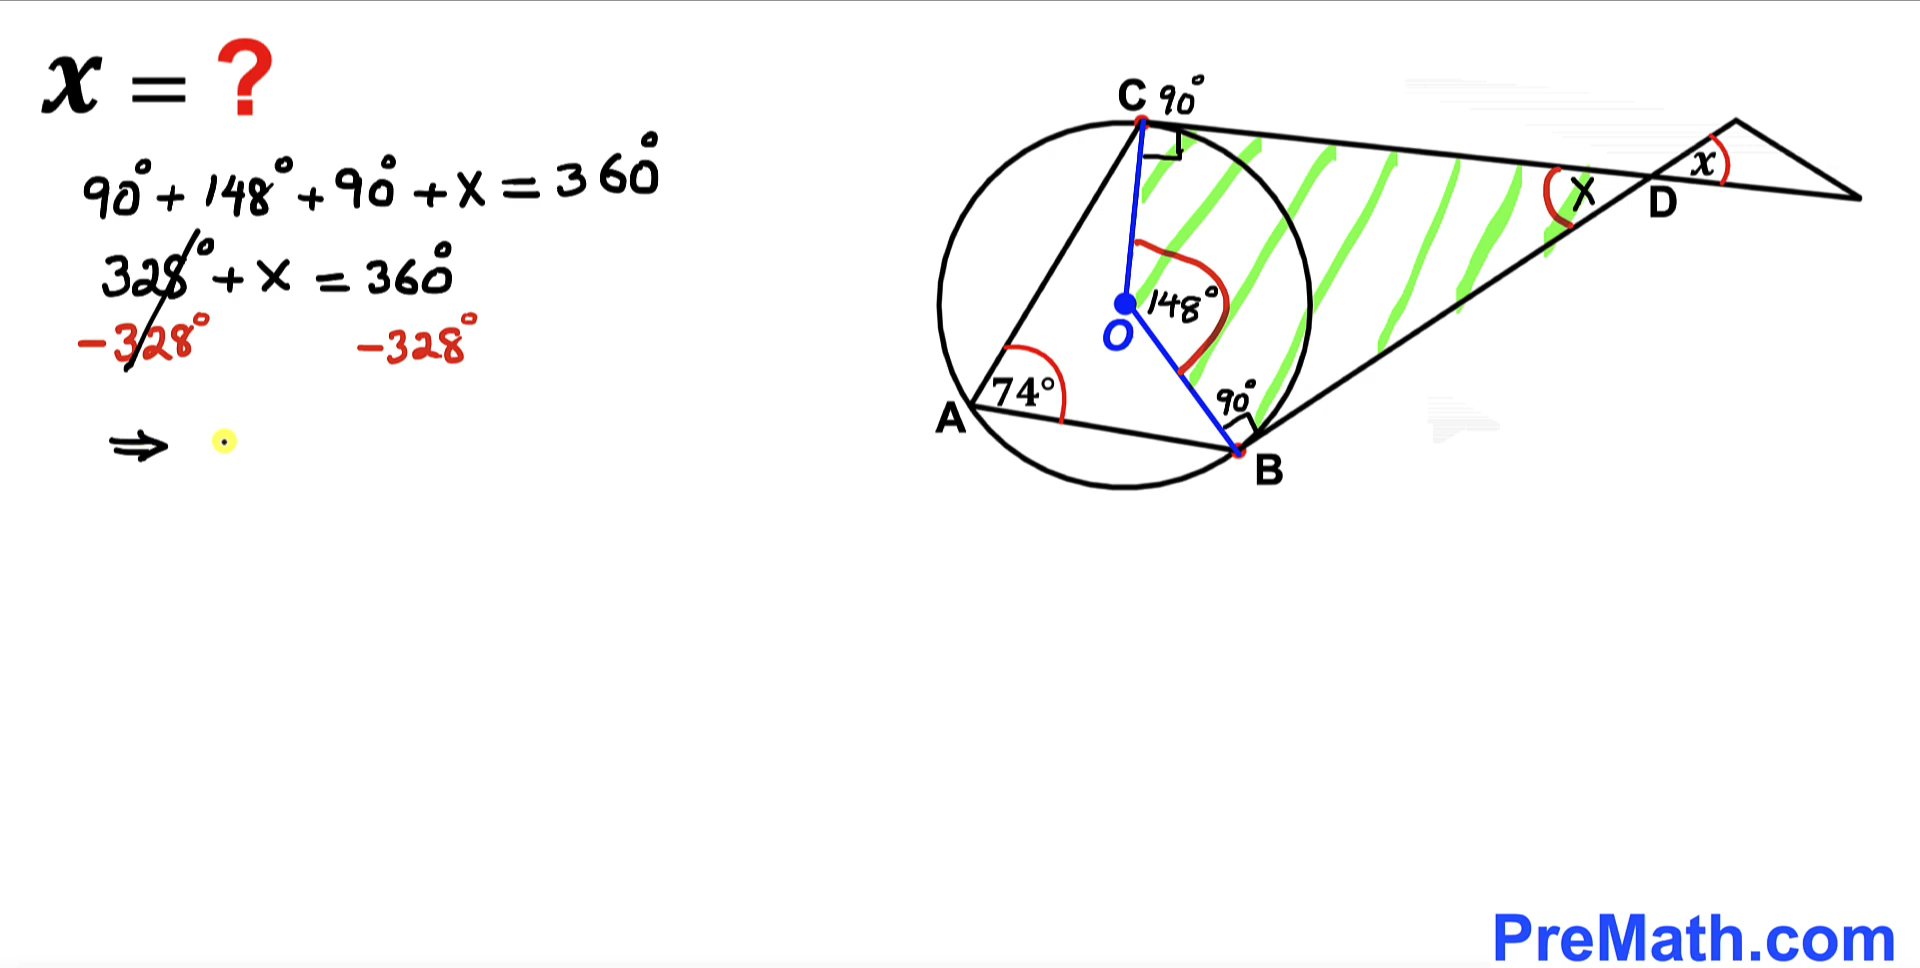 x = ?
90° + 148° + 90° + x = 360°
328° + x = 360°
-328° -328°
⇒
C 90°
x
X
D
148°
O
74°
90°
A
B
PreMath.com